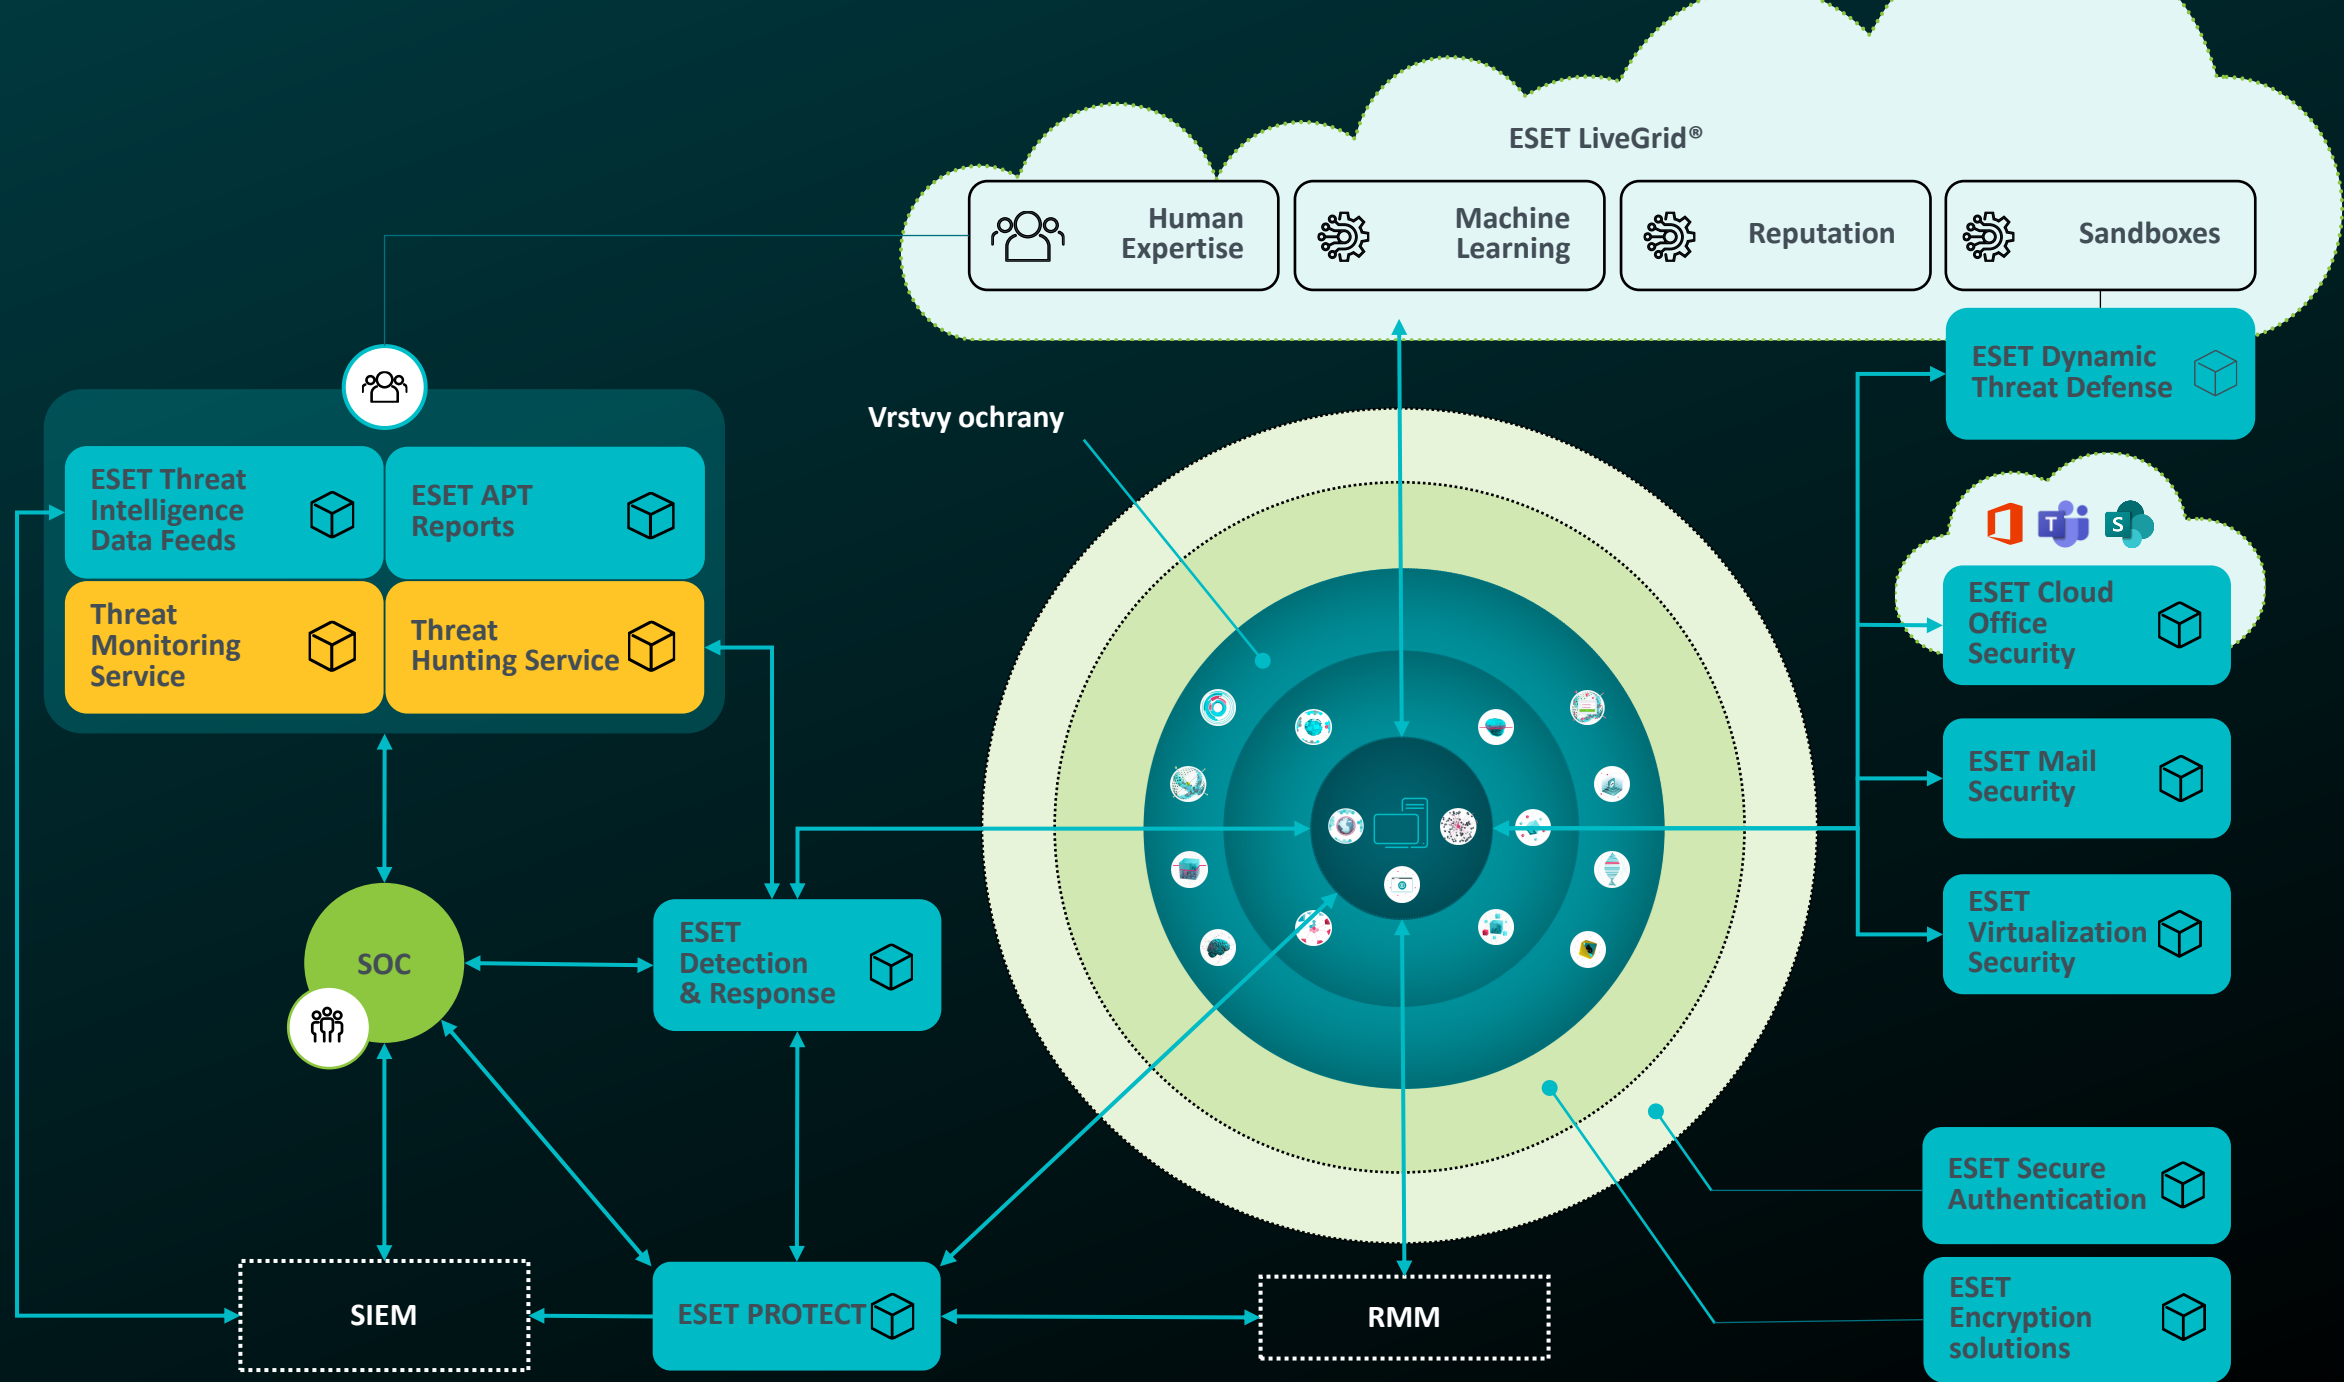 ESET LiveGrid®
Human
Expertise
Machine
Learning
Reputation
Sandboxes
ESET Dynamic
Threat Defense
Vrstvy ochrany
ESET Threat
Intelligence
Data Feeds
ESET APT
Reports
Threat
Monitoring
Service
Threat
Hunting Service
T
S
ESET Cloud
Office
Security
ESET Mail
Security
ESET
Virtualization
Security
SOC
ESET
Detection
& Response
ESET Secure
Authentication
SIEM
ESET PROTECT
RMM
ESET
Encryption
solutions